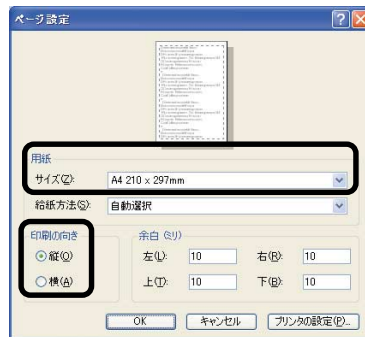 ページ設定
用紙
サイズ(Z): A4 210 x 297mm
給紙方法(S): 自動選択
印刷の向き
縦(O)
横(A)
余白 (ミリ)
左(L): 10 右(R): 10
上(T): 10 下(B): 10
OK キャンセル プリンタの設定(P)...